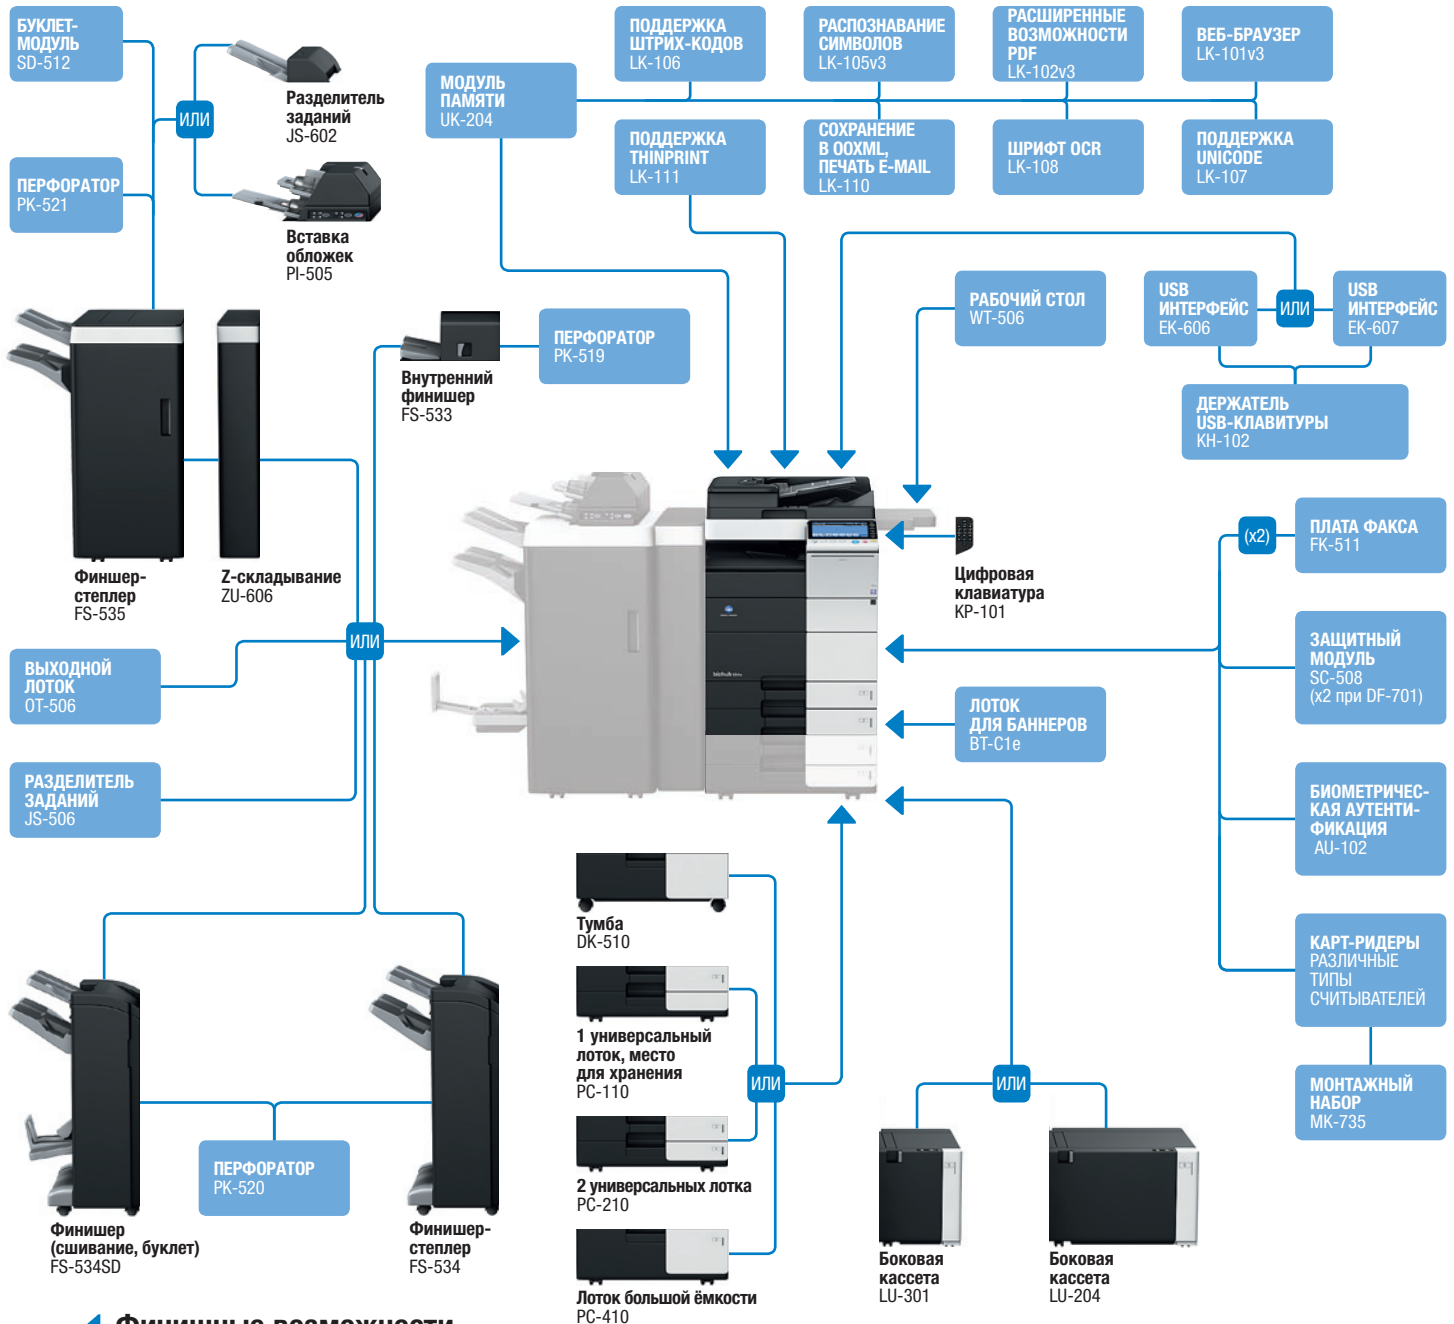 БУКЛЕТ-
МОДУЛЬ
SD-512
Разделитель
заданий
JS-602
ИЛИ
ПЕРФОРАТОР
PK-521
Вставка
обложек
PI-505
МОДУЛЬ
ПАМЯТИ
UK-204
ПОДДЕРЖКА
ШТРИХ-КОДОВ
LK-106
РАСПОЗНАВАНИЕ
СИМВОЛОВ
LK-105v3
РАСШИРЕННЫЕ
ВОЗМОЖНОСТИ
PDF
LK-102v3
ВЕБ-БРАУЗЕР
LK-101v3
ПОДДЕРЖКА
THINPRINT
LK-111
СОХРАНЕНИЕ
В OOXML,
ПЕЧАТЬ E-MAIL
LK-110
ШРИФТ OCR
LK-108
ПОДДЕРЖКА
UNICODE
LK-107
РАБОЧИЙ СТОЛ
WT-506
USB
ИНТЕРФЕЙС
EK-606
ИЛИ
USB
ИНТЕРФЕЙС
EK-607
ДЕРЖАТЕЛЬ
USB-КЛАВИТУРЫ
KH-102
Внутренний
финишер
FS-533
ПЕРФОРАТОР
PK-519
Финшер-
степлер
FS-535
Z-складывание
ZU-606
Цифровая
клавиатура
KP-101
(x2)
ПЛАТА ФАКСА
FK-511
ЗАЩИТНЫЙ
МОДУЛЬ
SC-508
(x2 при DF-701)
ИЛИ
ВЫХОДНОЙ
ЛОТОК
OT-506
bizhub
ЛОТОК
ДЛЯ БАННЕРОВ
BT-C1e
РАЗДЕЛИТЕЛЬ
ЗАДАНИЙ
JS-506
БИОМЕТРИЧЕС-
КАЯ АУТЕНТИ-
ФИКАЦИЯ
AU-102
КАРТ-РИДЕРЫ
РАЗЛИЧНЫЕ
ТИПЫ
СЧИТЫВАТЕЛЕЙ
МОНТАЖНЫЙ
НАБОР
MK-735
Тумба
DK-510
1 универсальный
лоток, место
для хранения
PC-110
ИЛИ
2 универсальных лотка
PC-210
Лоток большой ёмкости
PC-410
ИЛИ
Боковая
кассета
LU-301
Боковая
кассета
LU-204
ПЕРФОРАТОР
PK-520
Финишер
(сшивание, буклет)
FS-534SD
Финишер-
степлер
FS-534